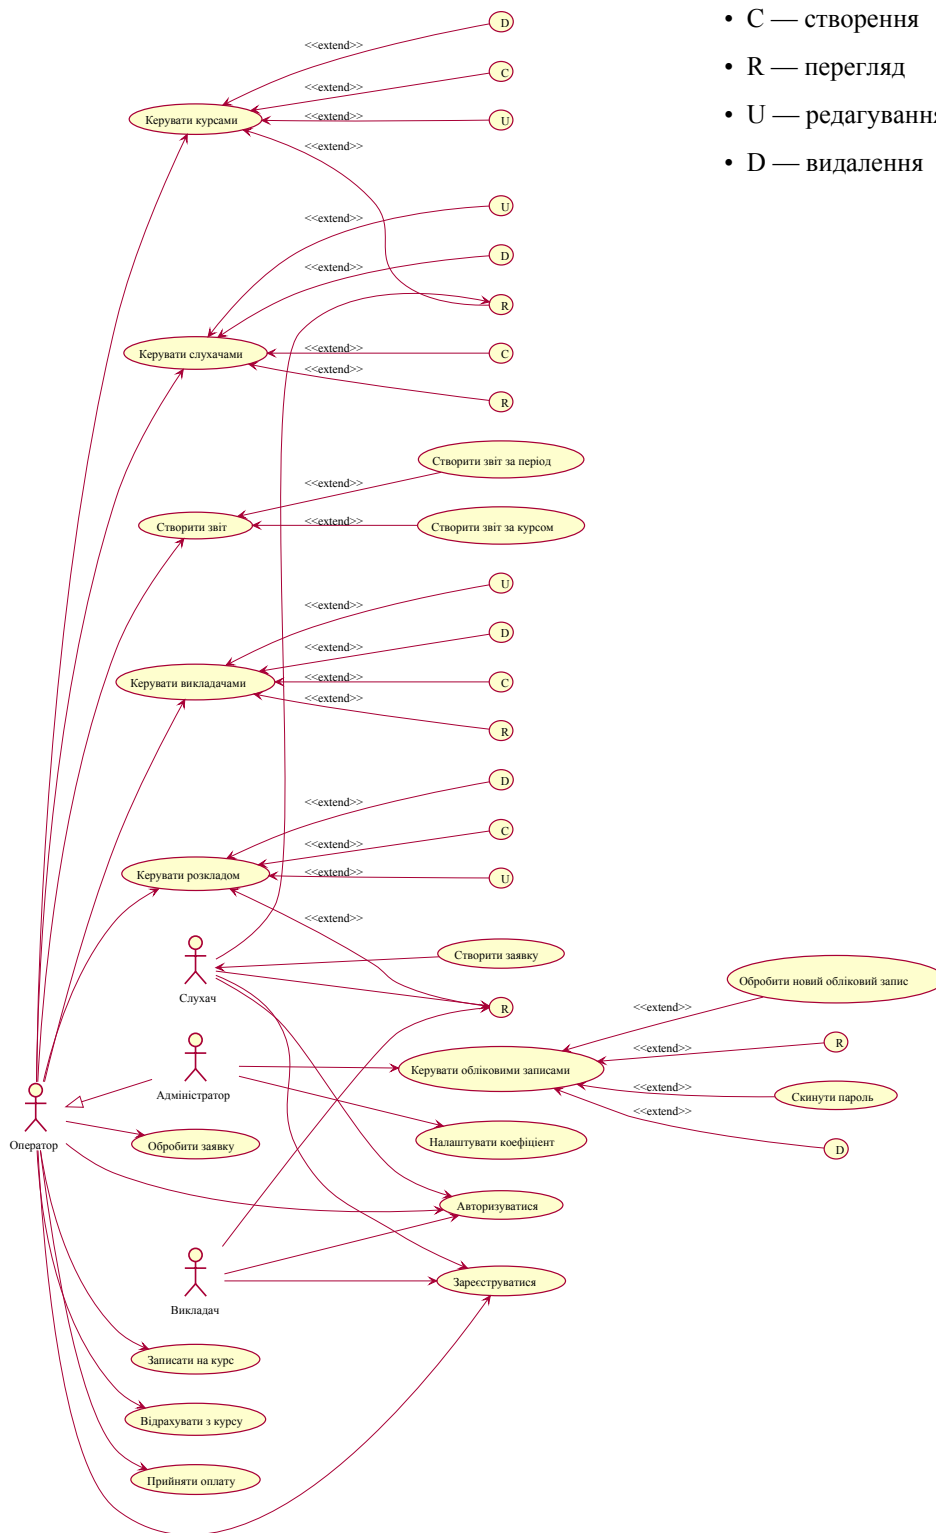 • C — створення
• R — перегляд
• U — редагування
• D — видалення
D
<<extend>>
C
<<extend>>
Керувати курсами
<<extend>>
U
<<extend>>
U
<<extend>>
D
<<extend>>
R
Керувати слухачами
<<extend>>
C
<<extend>>
R
Створити звіт за період
<<extend>>
Створити звіт
<<extend>>
Створити звіт за курсом
U
<<extend>>
D
<<extend>>
Керувати викладачами
<<extend>>
C
<<extend>>
R
D
<<extend>>
C
<<extend>>
Керувати розкладом
<<extend>>
U
<<extend>>
Створити заявку
Слухач
R
Обробити новий обліковий запис
<<extend>>
R
<<extend>>
Керувати обліковими записами
<<extend>>
Скинути пароль
<<extend>>
D
Адміністратор
Оператор
Обробити заявку
Налаштувати коефіцієнт
Авторизуватися
Викладач
Зареєструватися
Записати на курс
Відрахувати з курсу
Прийняти оплату